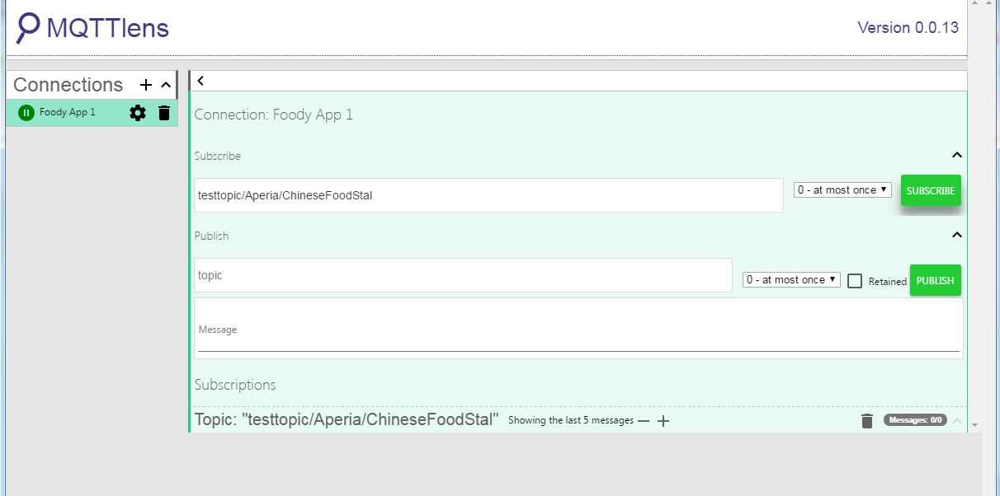 MQTTlens
Version 0.0.13
Connections
Foody App 1
Connection: Foody App 1
Subscribe
testtopic/Aperia/ChineseFoodStal
0 - at most once
SUBSCRIBE
Publish
topic
0 - at most once
Retained
PUBLISH
Message
Subscriptions
Topic: "testtopic/Aperia/ChineseFoodStal" Showing the last 5 messages
Messages: 0/0